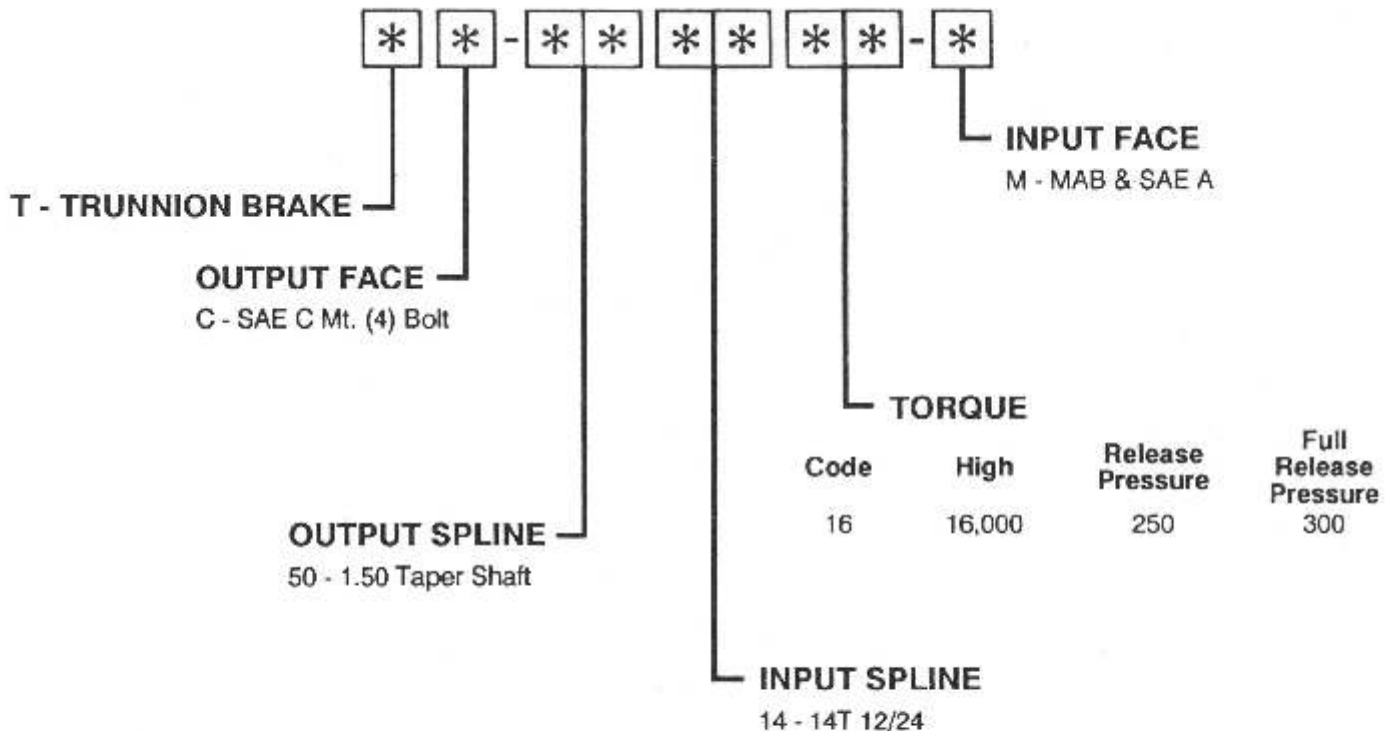 * * - * * * * * * - *
INPUT FACE
M - MAB & SAE A
T - TRUNNION BRAKE
OUTPUT FACE
C - SAE C Mt. (4) Bolt
TORQUE
Code High Release Pressure Full Release Pressure
16 16,000 250 300
OUTPUT SPLINE
50 - 1.50 Taper Shaft
INPUT SPLINE
14 - 14T 12/24